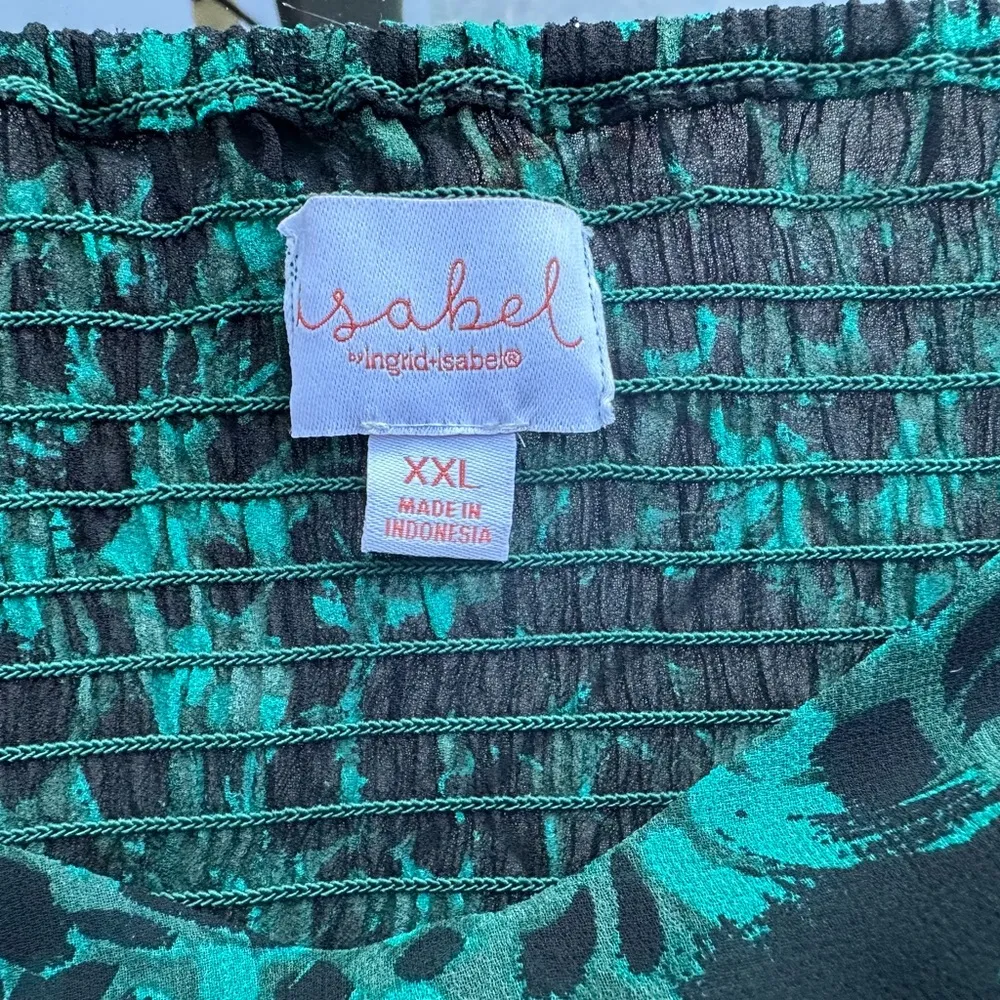 isabel
by ingrid+isabel®
XXL
MADE IN
INDONESIA